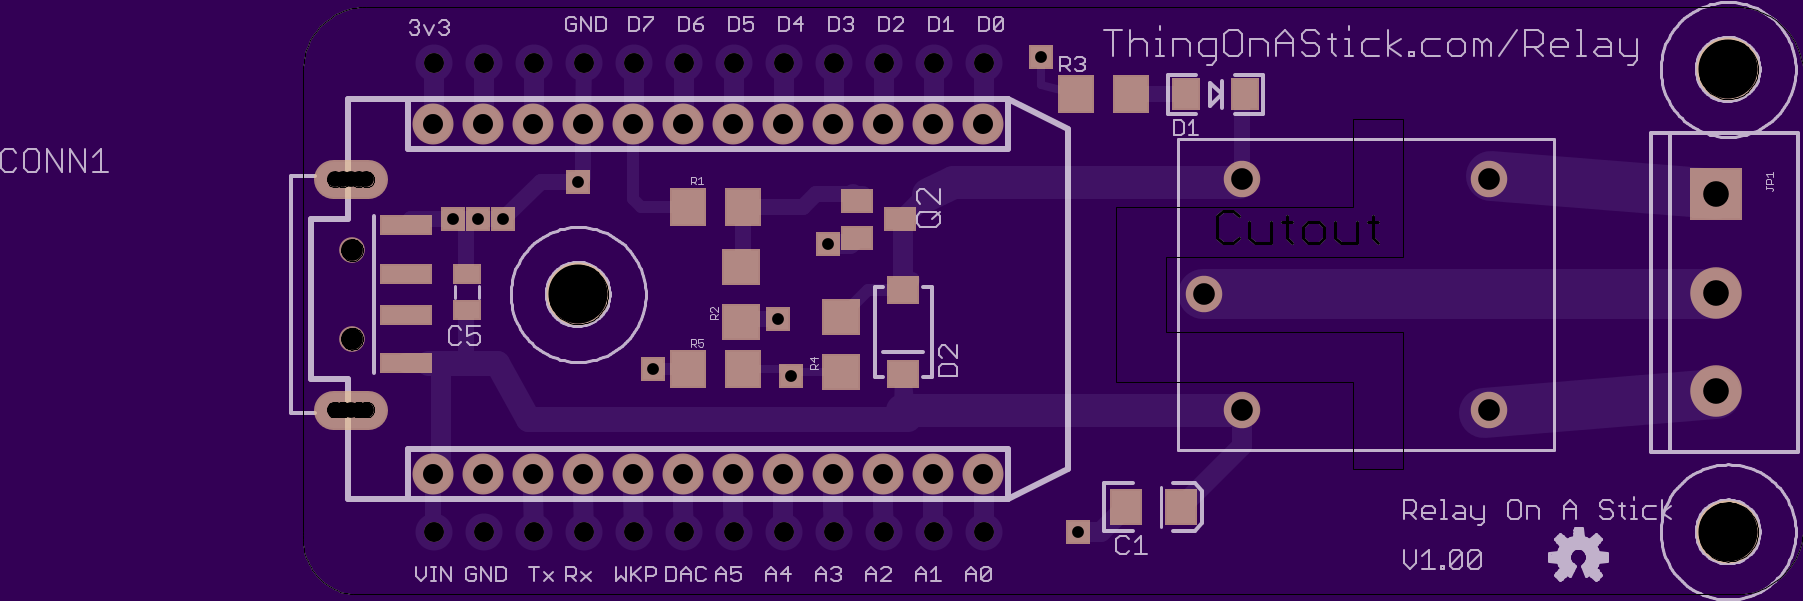 3v3 GND D7 D6 D5 D4 D3 D2 D1 D0
ThingOnAStick.com/Relay
R3
D1
CONN1
R1
JP1
Q2
Cutout
R2
C5
R5
R4
D2
Relay On A Stick
C1
V1.00
VIN GND Tx Rx WKP DAC A5 A4 A3 A2 A1 A0